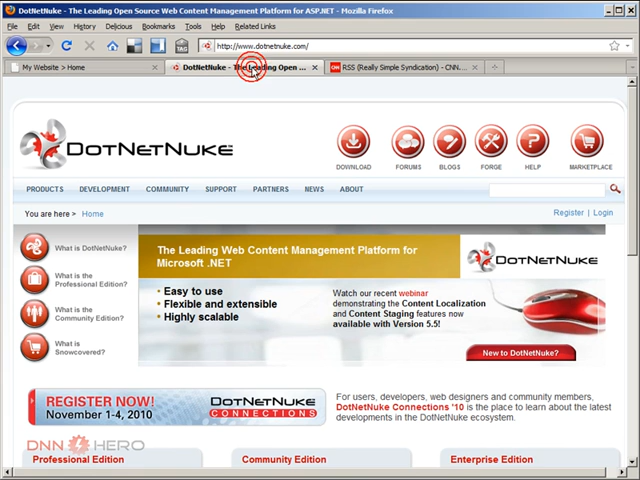 DotNetNuke - The Leading Open Source Web Content Management Platform for ASP.NET - Mozilla Firefox
File Edit View History Delicious Bookmarks Tools Help Related Links
TAG http://www.dotnetnuke.com/
My Website > Home
DotNetNuke - The Leading Open ...
RSS (Really Simple Syndication) - CNN....
DOTNETNUKE
DOWNLOAD FORUMS BLOGS FORGE HELP MARKETPLACE
PRODUCTS DEVELOPMENT COMMUNITY SUPPORT PARTNERS NEWS ABOUT
You are here > Home
Register | Login
What is DotNetNuke?
What is the
Professional Edition?
What is the
Community Edition?
What is
Snowcovered?
The Leading Web Content Management Platform for
Microsoft .NET
DOTNETNUKE
• Easy to use
• Flexible and extensible
• Highly scalable
Watch our recent webinar
demonstrating the Content Localization
and Content Staging features now
available with Version 5.5!
New to DotNetNuke?
REGISTER NOW!
November 1-4, 2010
DOTNETNUKE
CONNECTIONS
For users, developers, web designers and community members,
DotNetNuke Connections '10 is the place to learn about the latest
developments in the DotNetNuke ecosystem.
DNN HERO
Professional Edition
Community Edition
Enterprise Edition
Done